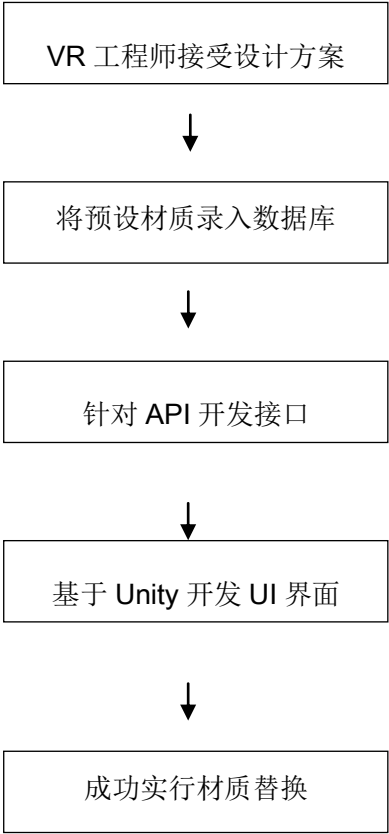 VR 工程师接受设计方案
将预设材质录入数据库
针对 API 开发接口
基于 Unity 开发 UI 界面
成功实行材质替换